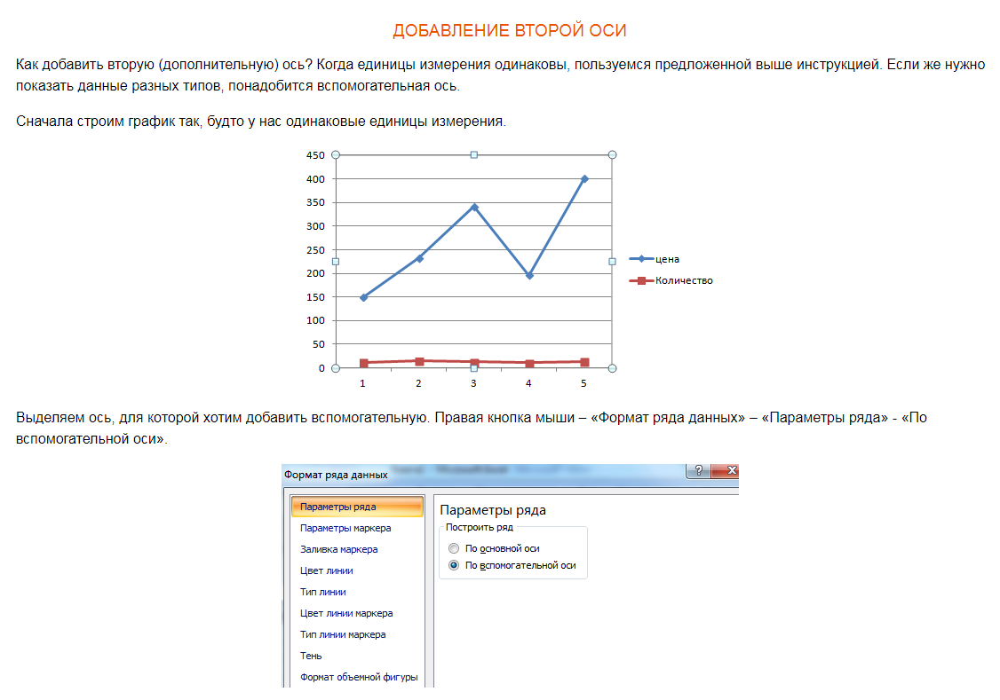 ДОБАВЛЕНИЕ ВТОРОЙ ОСИ
Как добавить вторую (дополнительную) ось? Когда единицы измерения одинаковы, пользуемся предложенной выше инструкцией. Если же нужно
показать данные разных типов, понадобится вспомогательная ось.
Сначала строим график так, будто у нас одинаковые единицы измерения.
450
400
350
300
250
200
150
100
50
0
1 2 3 4 5
цена
Количество
Выделяем ось, для которой хотим добавить вспомогательную. Правая кнопка мыши – «Формат ряда данных» – «Параметры ряда» - «По
вспомогательной оси».
Формат ряда данных
?
X
Параметры ряда
Параметры маркера
Заливка маркера
Цвет линии
Тип линии
Цвет линии маркера
Тип линии маркера
Тень
Формат объемной фигуры
Параметры ряда
Построить ряд
По основной оси
По вспомогательной оси